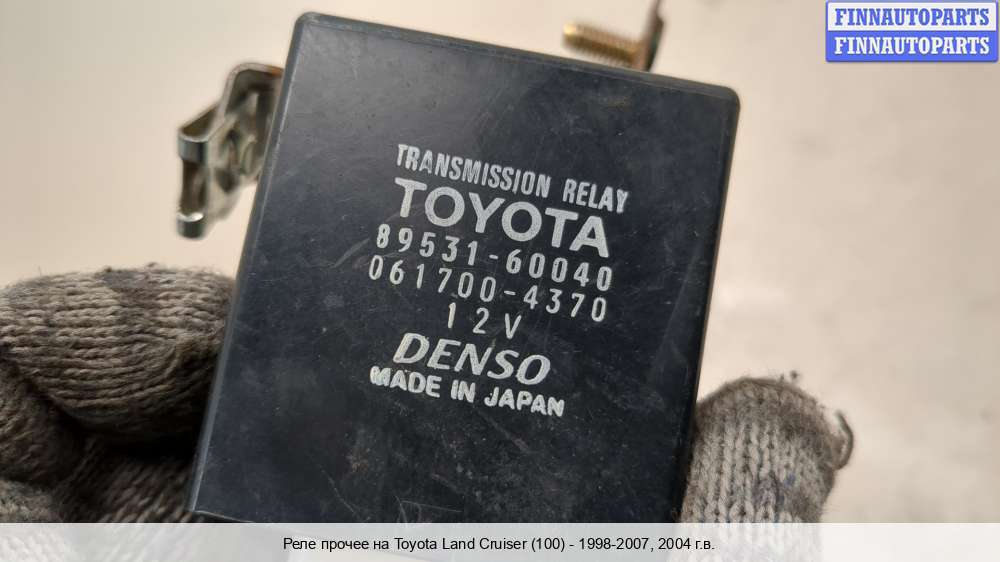 FINNAUTOPARTS
FINNAUTOPARTS
TRANSMISSION RELAY
TOYOTA
89531-60040
061700-4370
12V
DENSO
MADE IN JAPAN
Реле прочее на Toyota Land Cruiser (100) - 1998-2007, 2004 г.в.